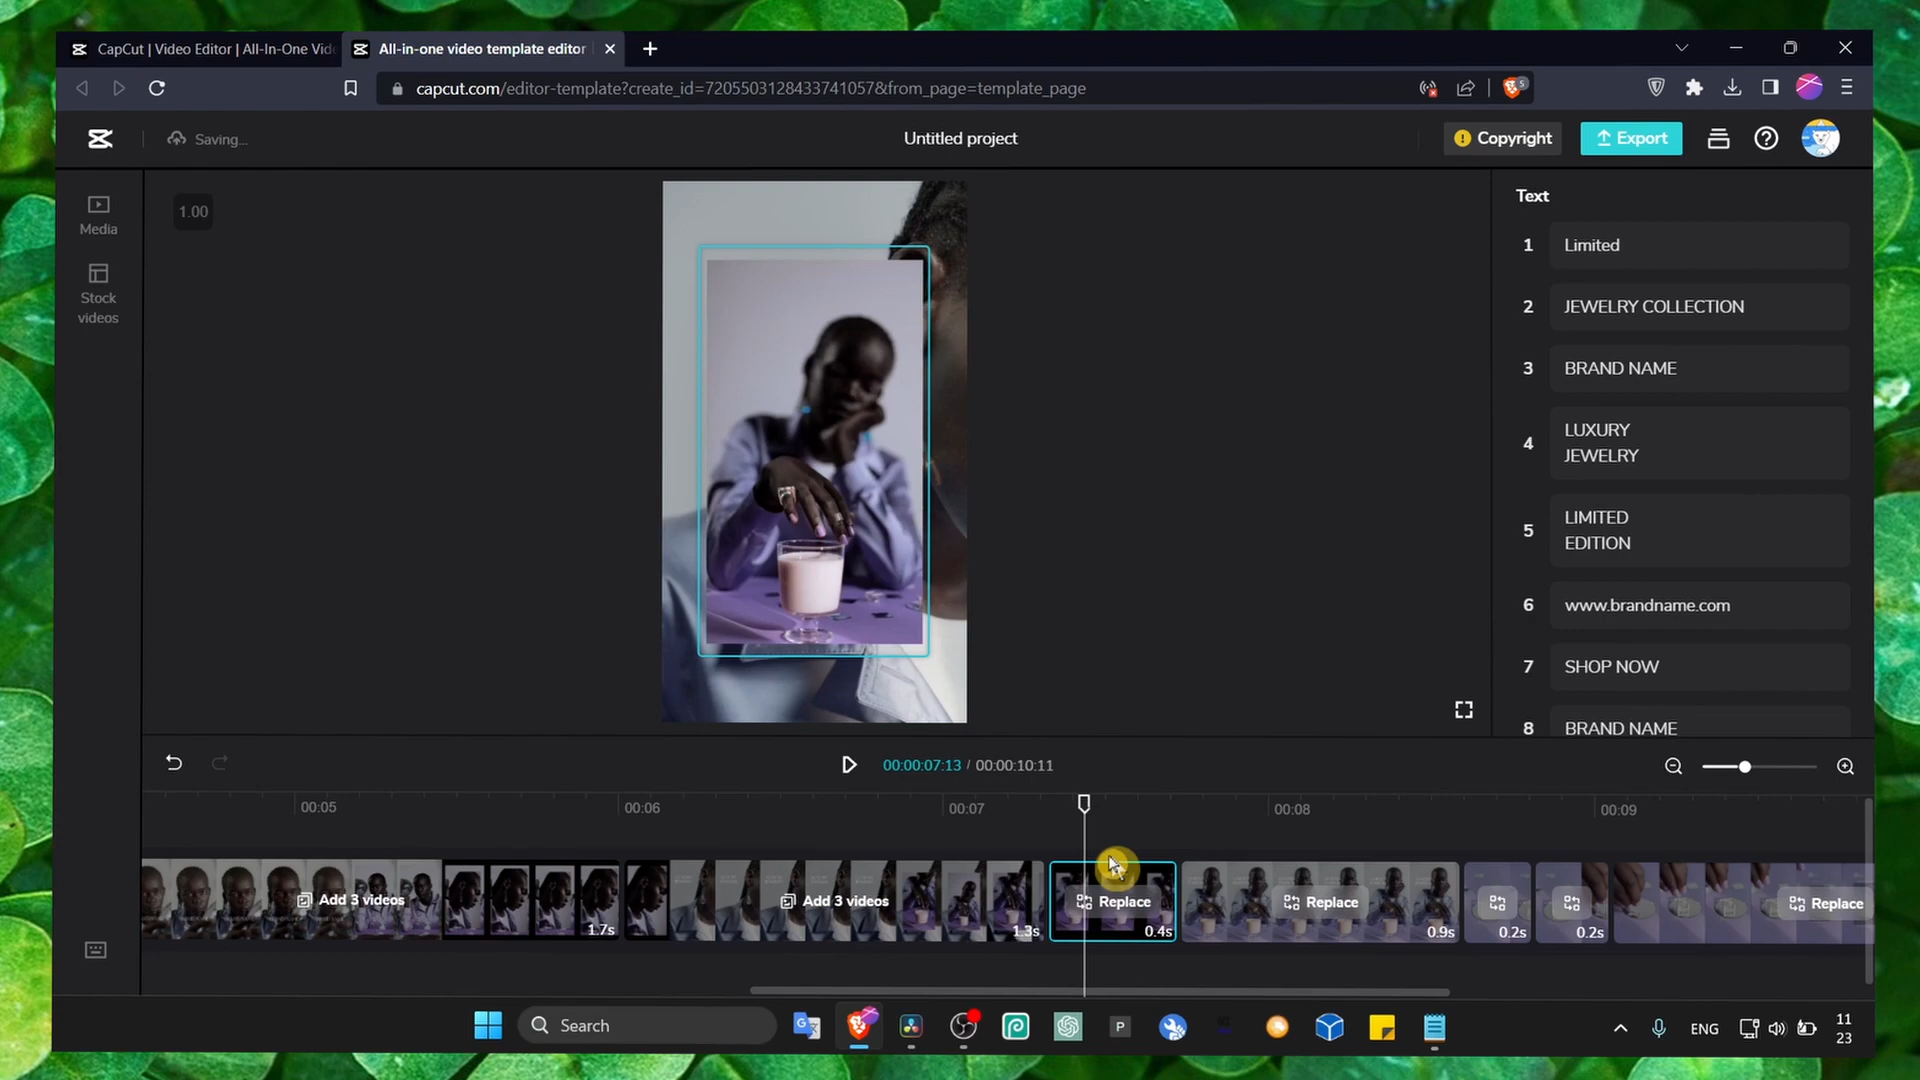 CapCut | Video Editor | All-In-One Vide
All-in-one video template editor
capcut.com/editor-template?create_id=7205503128433741057&from_page=template_page
5
Saving...
Untitled project
Copyright
Export
Media
Stock
videos
1.00
Text
1 Limited
2 JEWELRY COLLECTION
3 BRAND NAME
4 LUXURY
JEWELRY
5 LIMITED
EDITION
6 www.brandname.com
7 SHOP NOW
8 BRAND NAME
00:00:07:13 / 00:00:10:11
00:05 00:06 00:07 00:08 00:09
Add 3 videos
1.7s
Add 3 videos
1.3s
Replace
0.4s
Replace
0.9s
0.2s
0.2s
Replace
Search
P
ENG
11
23